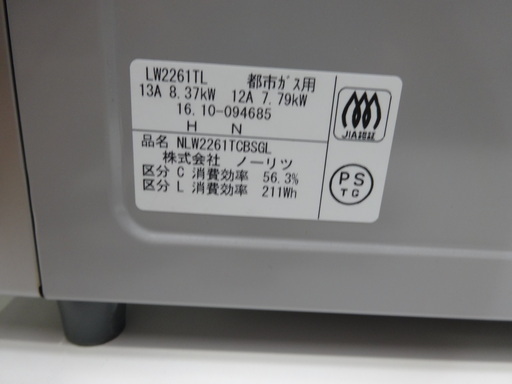 LW2261TL 都市ガス用
13A 8.37kW 12A 7.79kW
16.10-094685
H N
品名 NLW2261TCBSGL
株式会社 ノーリツ
区分 C 消費効率 56.3%
区分 L 消費効率 211Wh
JIA認証
PS
TG